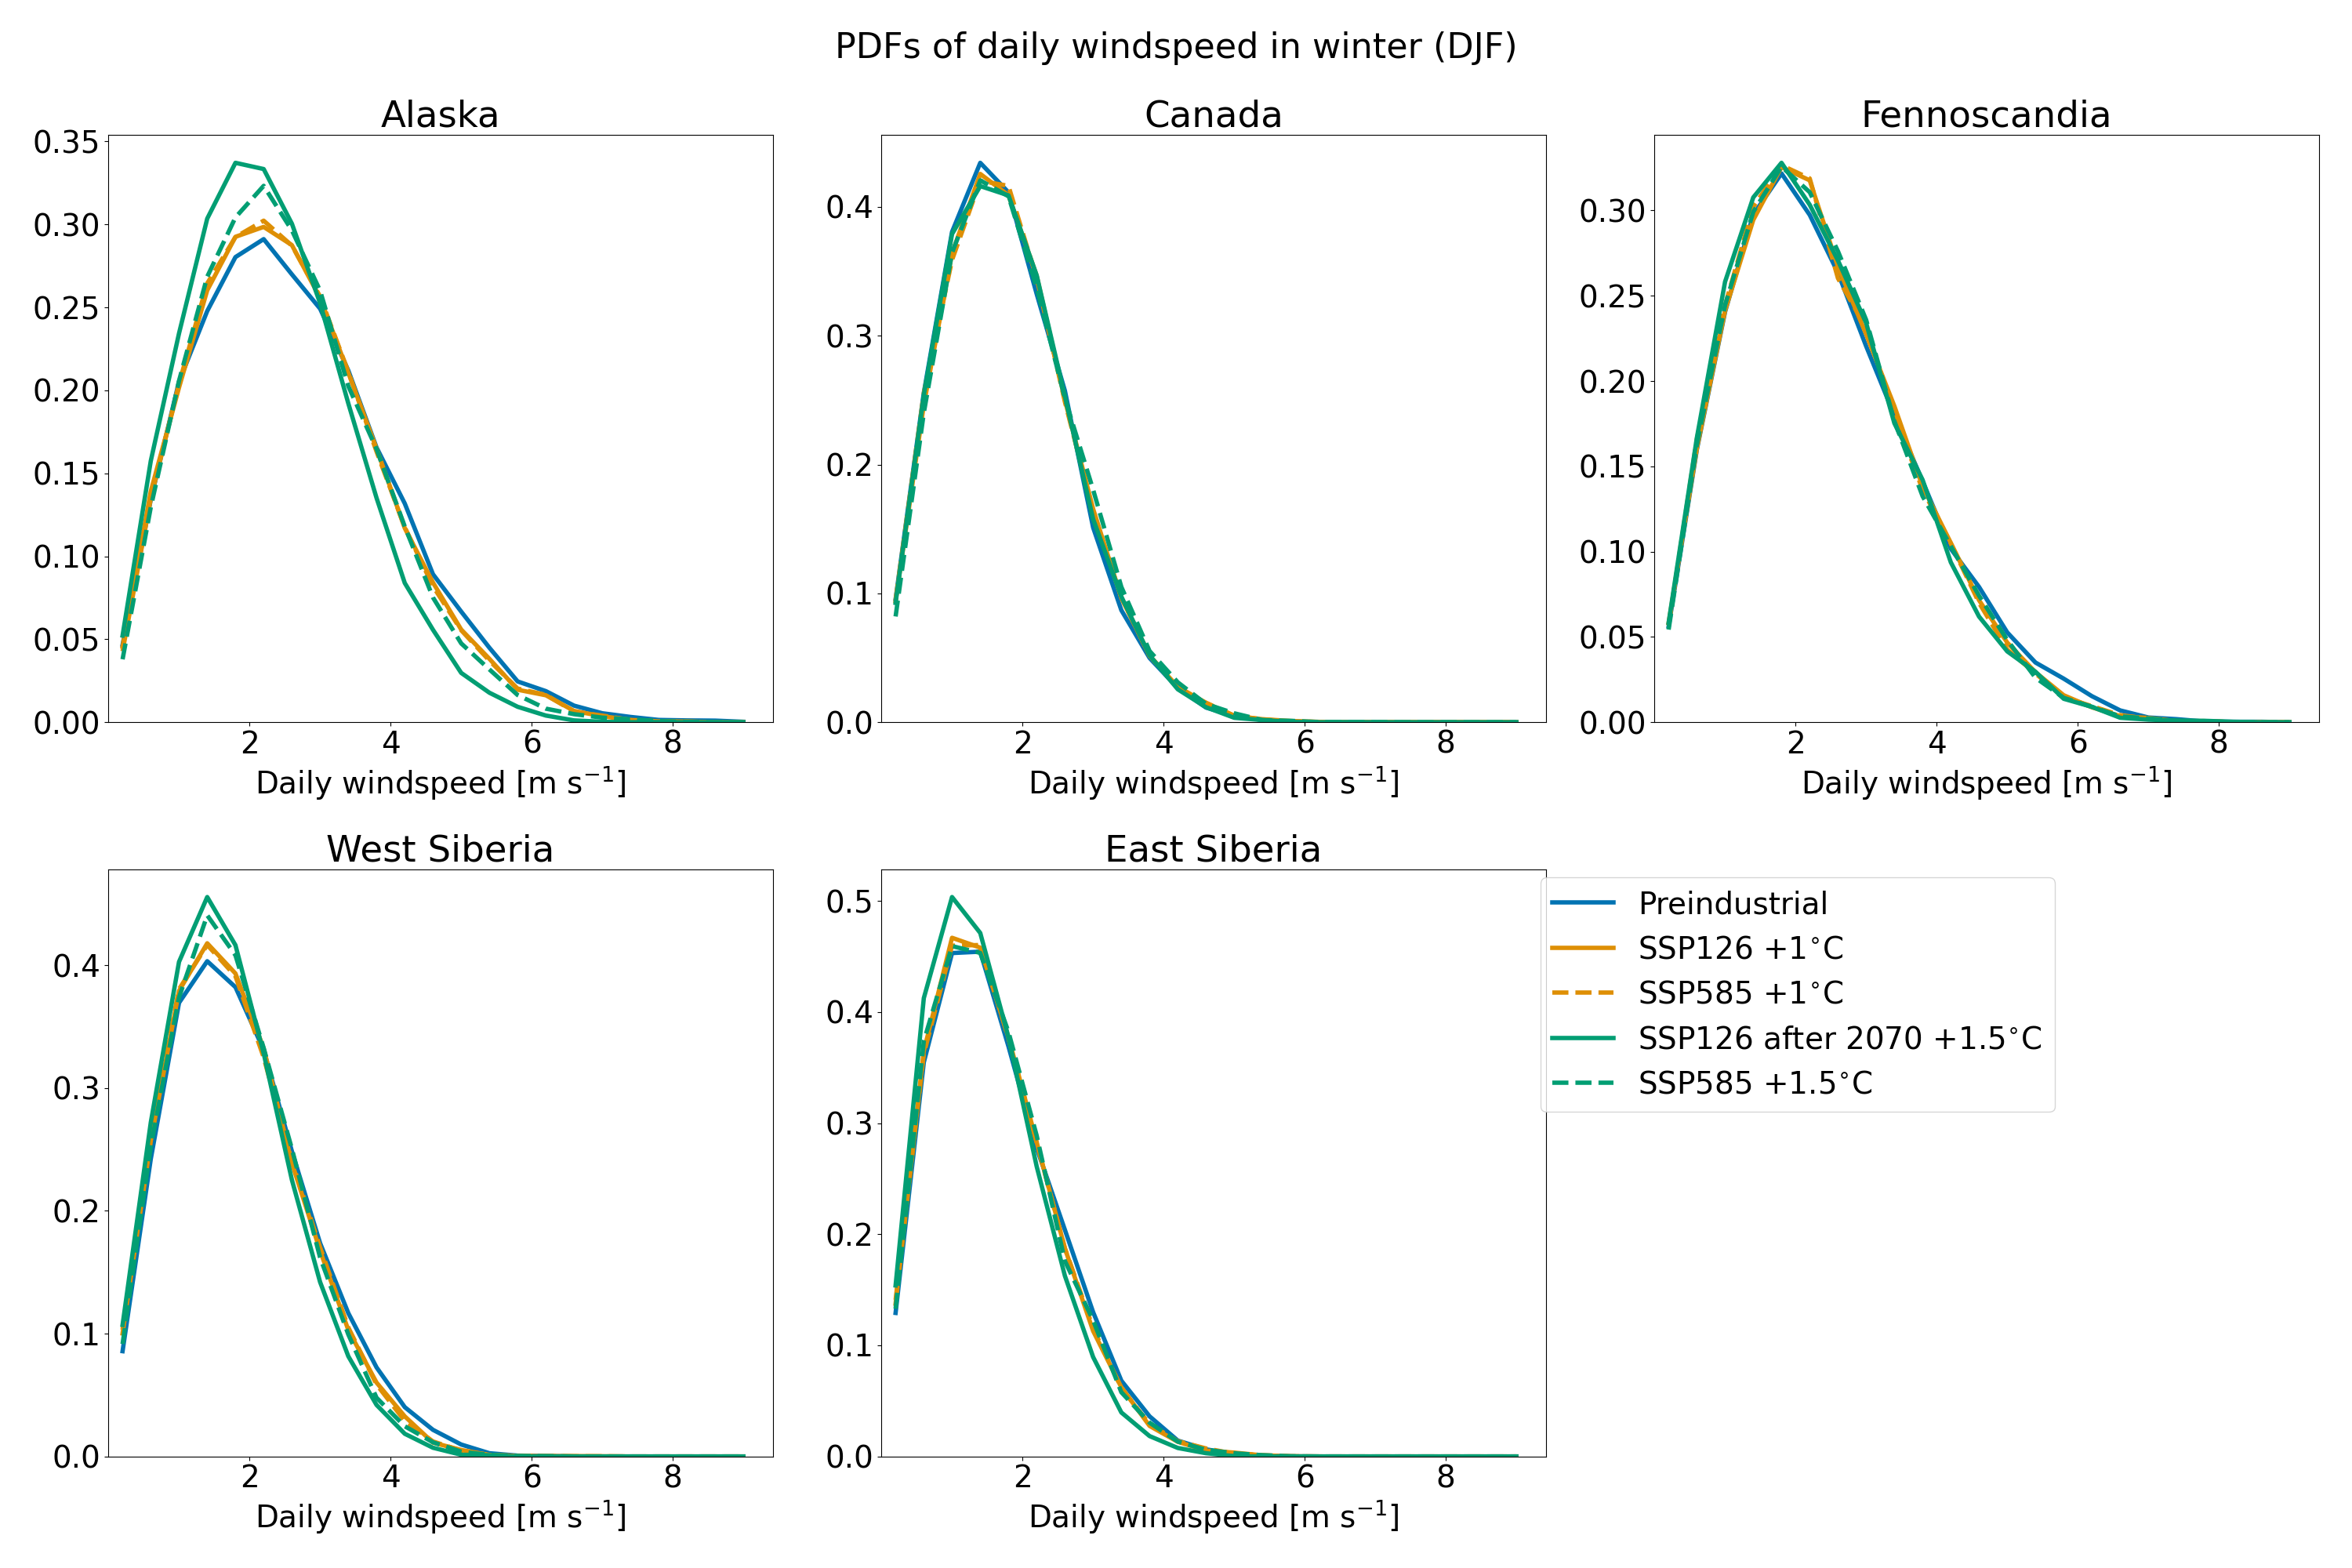 PDFs of daily windspeed in winter (DJF)
Alaska
0.35
0.30
0.25
0.20
0.15
0.10
0.05
0.00
2 4 6 8
Daily windspeed [m s⁻¹]
Canada
0.4
0.3
0.2
0.1
0.0
2 4 6 8
Daily windspeed [m s⁻¹]
Fennoscandia
0.30
0.25
0.20
0.15
0.10
0.05
0.00
2 4 6 8
Daily windspeed [m s⁻¹]
West Siberia
0.4
0.3
0.2
0.1
0.0
2 4 6 8
Daily windspeed [m s⁻¹]
East Siberia
0.5
0.4
0.3
0.2
0.1
0.0
2 4 6 8
Daily windspeed [m s⁻¹]
Preindustrial
SSP126 +1°C
SSP585 +1°C
SSP126 after 2070 +1.5°C
SSP585 +1.5°C